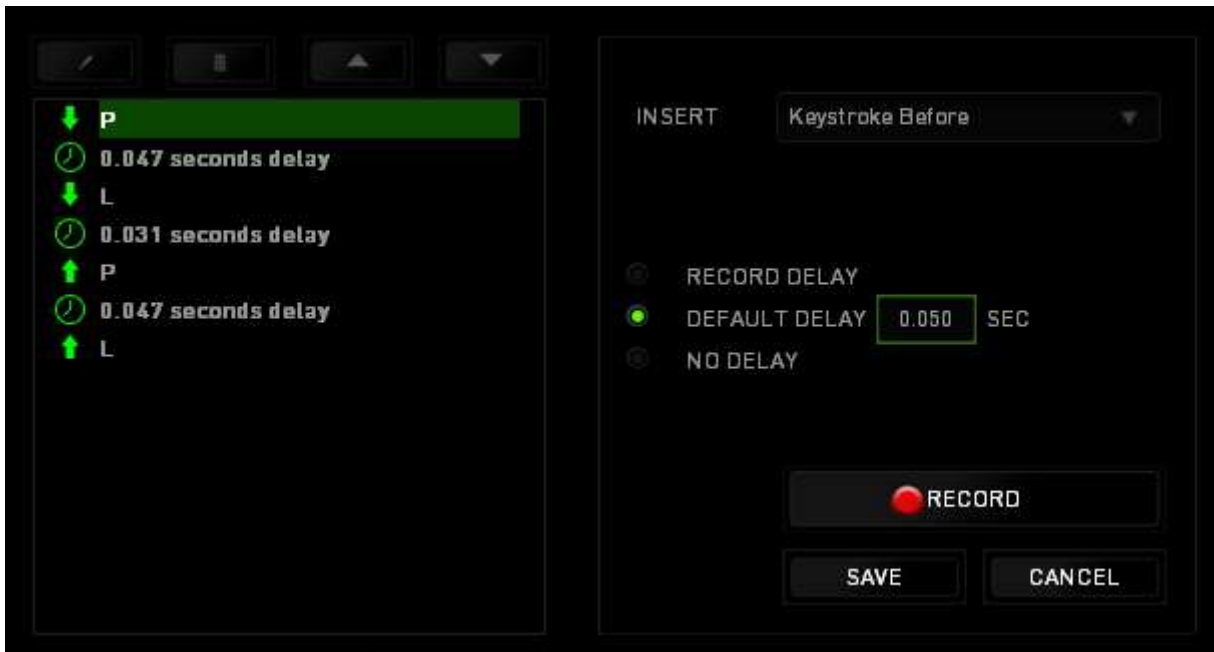 P
0.047 seconds delay
L
0.031 seconds delay
P
0.047 seconds delay
L
INSERT Keystroke Before
RECORD DELAY
DEFAULT DELAY 0.050 SEC
NO DELAY
RECORD
SAVE CANCEL